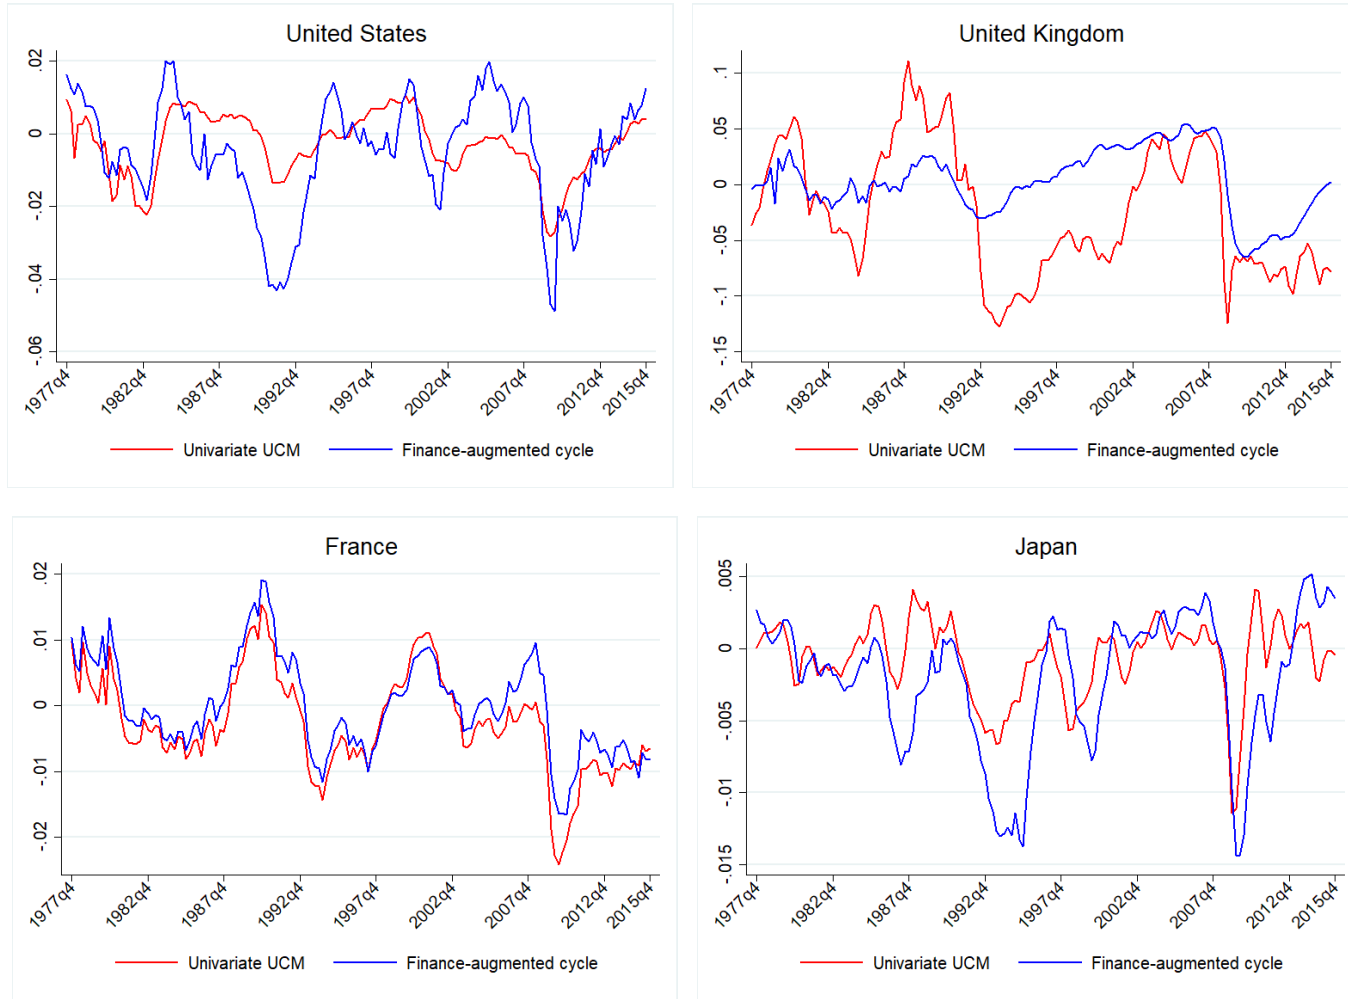 United States
.02
0
-.02
-.04
-.06
1977q4
1982q4
1987q4
1992q4
1997q4
2002q4
2007q4
2012q4
2015q4
Univariate UCM
Finance-augmented cycle
United Kingdom
.1
.05
0
-.05
-.1
-.15
1977q4
1982q4
1987q4
1992q4
1997q4
2002q4
2007q4
2012q4
2015q4
Univariate UCM
Finance-augmented cycle
France
.02
.01
0
-.01
-.02
1977q4
1982q4
1987q4
1992q4
1997q4
2002q4
2007q4
2012q4
2015q4
Univariate UCM
Finance-augmented cycle
Japan
.005
0
-.005
-.01
-.015
1977q4
1982q4
1987q4
1992q4
1997q4
2002q4
2007q4
2012q4
2015q4
Univariate UCM
Finance-augmented cycle